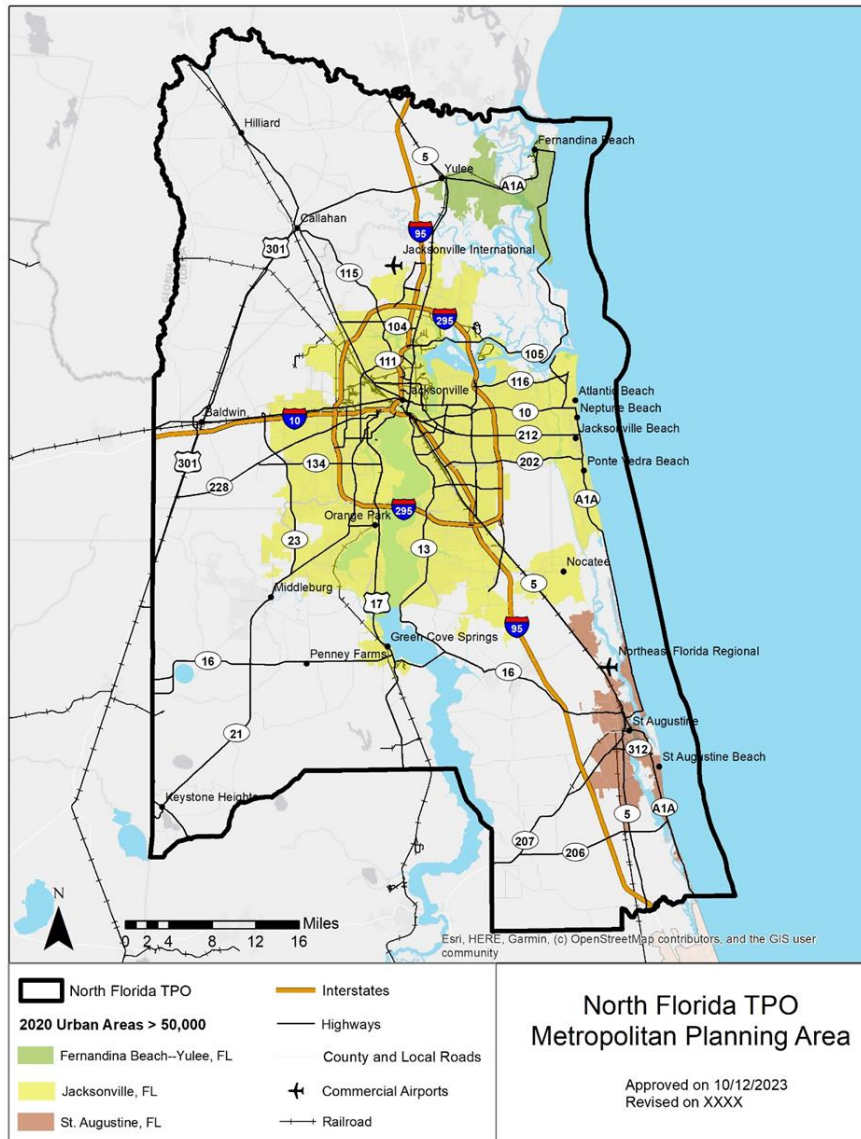 Hilliard
Fernandina Beach
5
Yulee
A1A
Callahan
95
301
Jacksonville International
GEORGIA
FLORIDA
115
295
104
105
111
116
Jacksonville
Atlantic Beach
10
Neptune Beach
Baldwin
10
212
Jacksonville Beach
301
134
202
Ponte Vedra Beach
228
A1A
295
Orange Park
23
13
Nocatee
5
Middleburg
17
95
Green Cove Springs
Northeast Florida Regional
16
Penney Farms
16
St Augustine
21
312
St Augustine Beach
Keystone Heights
A1A
5
207
206
N
Miles
0 2 4 8 12 16
Esri, HERE, Garmin, (c) OpenStreetMap contributors, and the GIS user
community
North Florida TPO
2020 Urban Areas > 50,000
Fernandina Beach--Yulee, FL
Jacksonville, FL
St. Augustine, FL
Interstates
Highways
County and Local Roads
Commercial Airports
Railroad
North Florida TPO
Metropolitan Planning Area
Approved on 10/12/2023
Revised on XXXX